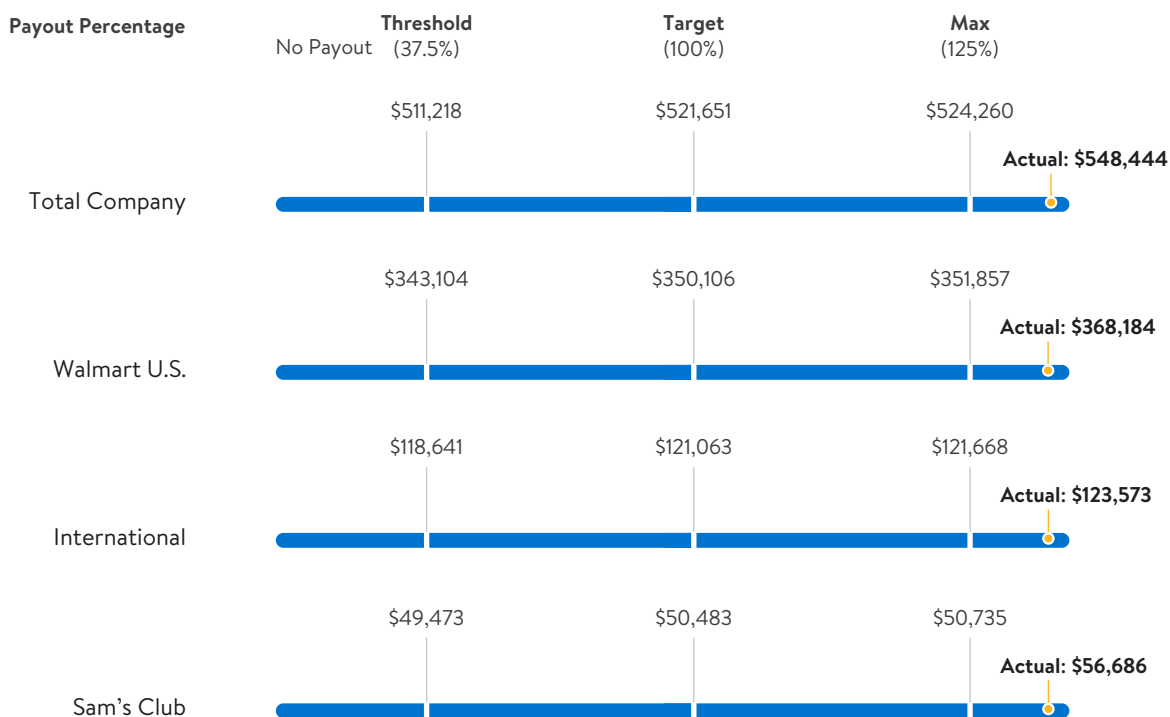 Payout Percentage
Threshold
Target
Max
No Payout (37.5%)
(100%)
(125%)
$511,218
$521,651
$524,260
Actual: $548,444
Total Company
$343,104
$350,106
$351,857
Actual: $368,184
Walmart U.S.
$118,641
$121,063
$121,668
Actual: $123,573
International
$49,473
$50,483
$50,735
Actual: $56,686
Sam's Club